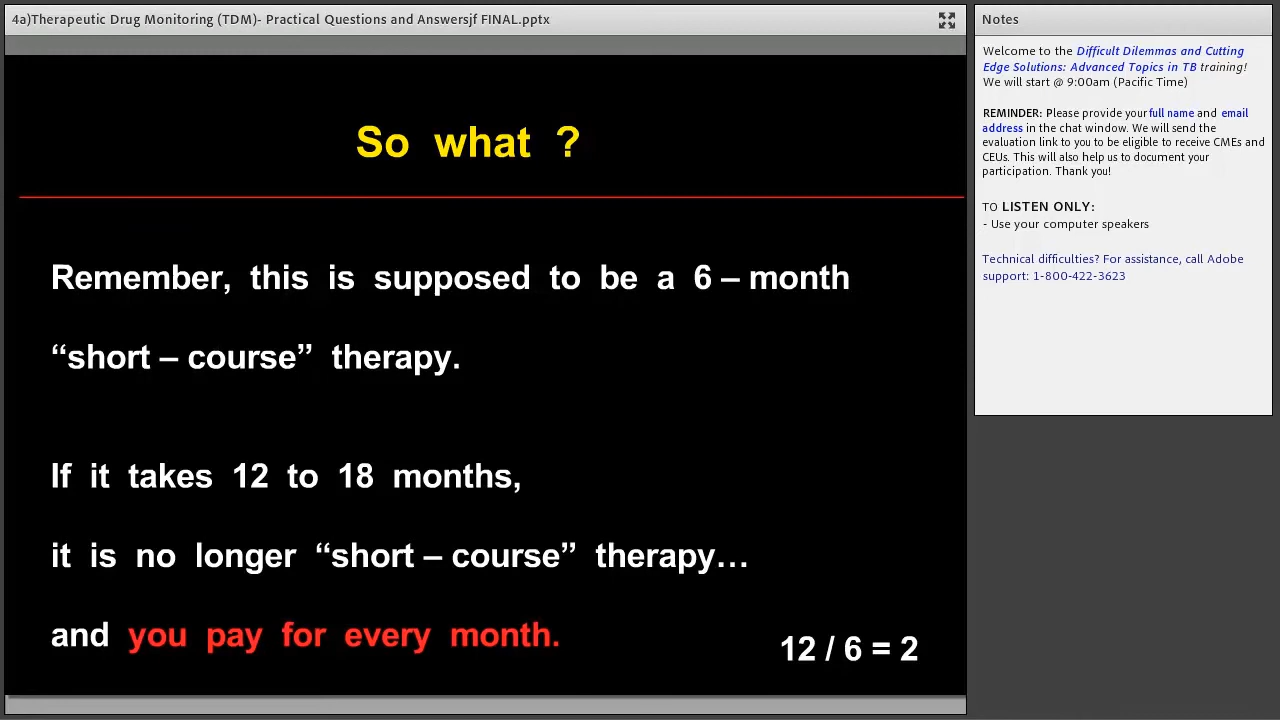 4a)Therapeutic Drug Monitoring (TDM)- Practical Questions and Answersjf FINAL.pptx
So what ?
Remember, this is supposed to be a 6 – month
“short – course” therapy.
If it takes 12 to 18 months,
it is no longer “short – course” therapy…
and you pay for every month.
12 / 6 = 2
Notes
Welcome to the Difficult Dilemmas and Cutting
Edge Solutions: Advanced Topics in TB training!
We will start @ 9:00am (Pacific Time)
REMINDER: Please provide your full name and email
address in the chat window. We will send the
evaluation link to you to be eligible to receive CMEs and
CEUs. This will also help us to document your
participation. Thank you!
TO LISTEN ONLY:
- Use your computer speakers
Technical difficulties? For assistance, call Adobe
support: 1-800-422-3623